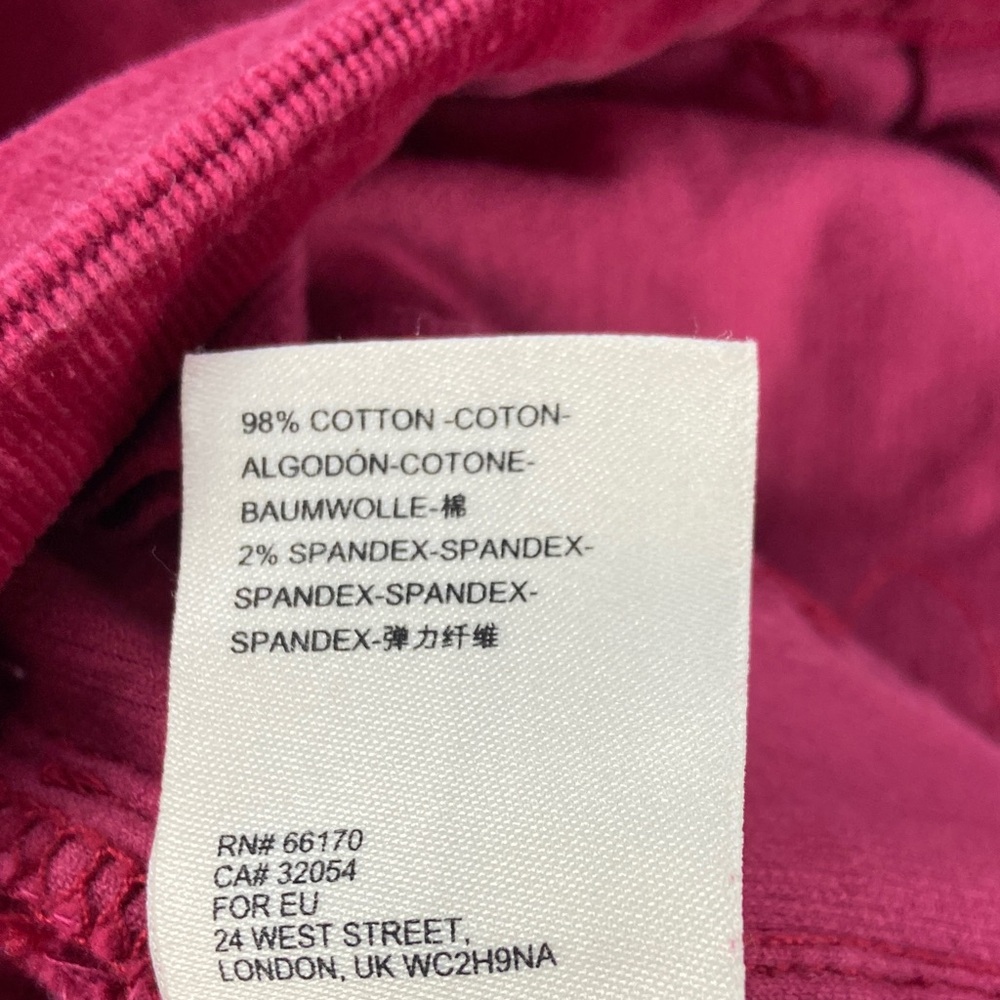 98% COTTON -COTON-
ALGODÓN-COTONE-
BAUMWOLLE-棉
2% SPANDEX-SPANDEX-
SPANDEX-SPANDEX-
SPANDEX-弹力纤维
RN# 66170
CA# 32054
FOR EU
24 WEST STREET,
LONDON, UK WC2H9NA